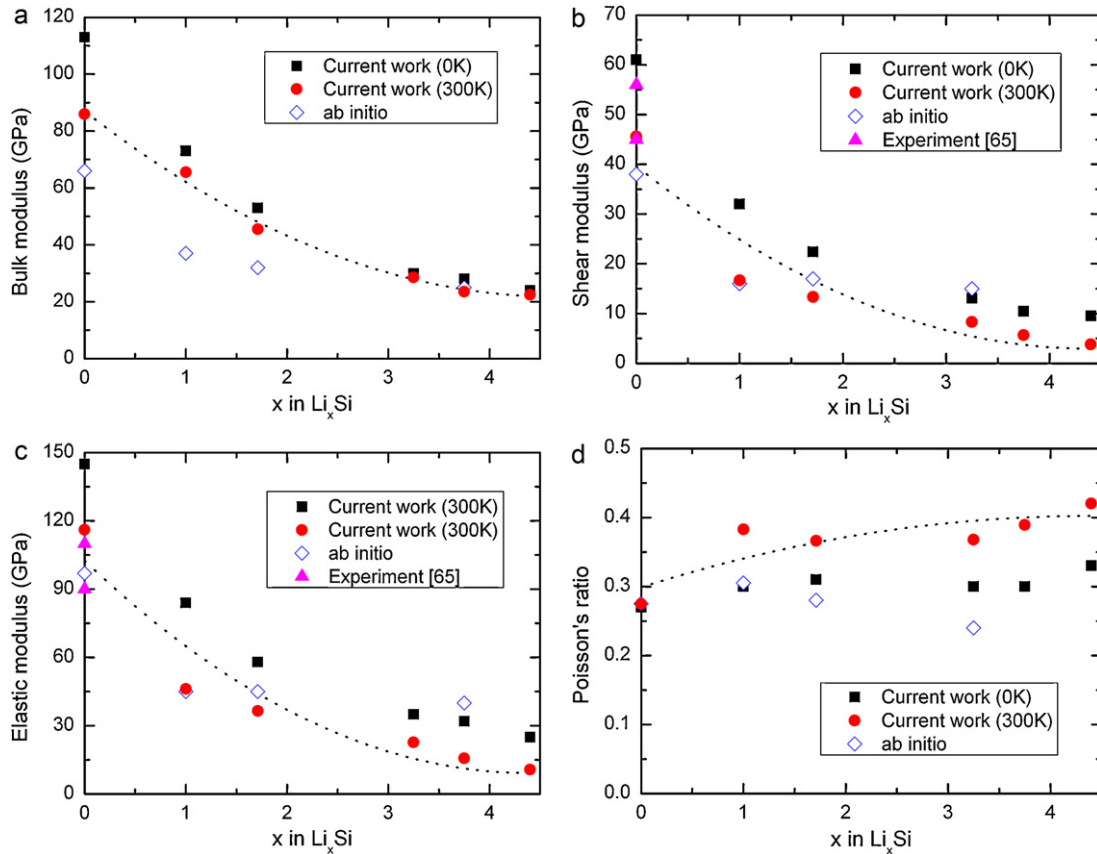 a
120
100
80
60
40
20
0
Bulk modulus (GPa)
Current work (0K)
Current work (300K)
ab initio
0 1 2 3 4
x in LiₓSi
b
70
60
50
40
30
20
10
0
Shear modulus (GPa)
Current work (0K)
Current work (300K)
ab initio
Experiment [65]
0 1 2 3 4
x in LiₓSi
c
150
120
90
60
30
0
Elastic modulus (GPa)
Current work (300K)
Current work (300K)
ab initio
Experiment [65]
0 1 2 3 4
x in LiₓSi
d
0.5
0.4
0.3
0.2
0.1
0.0
Poisson's ratio
Current work (0K)
Current work (300K)
ab initio
0 1 2 3 4
x in LiₓSi